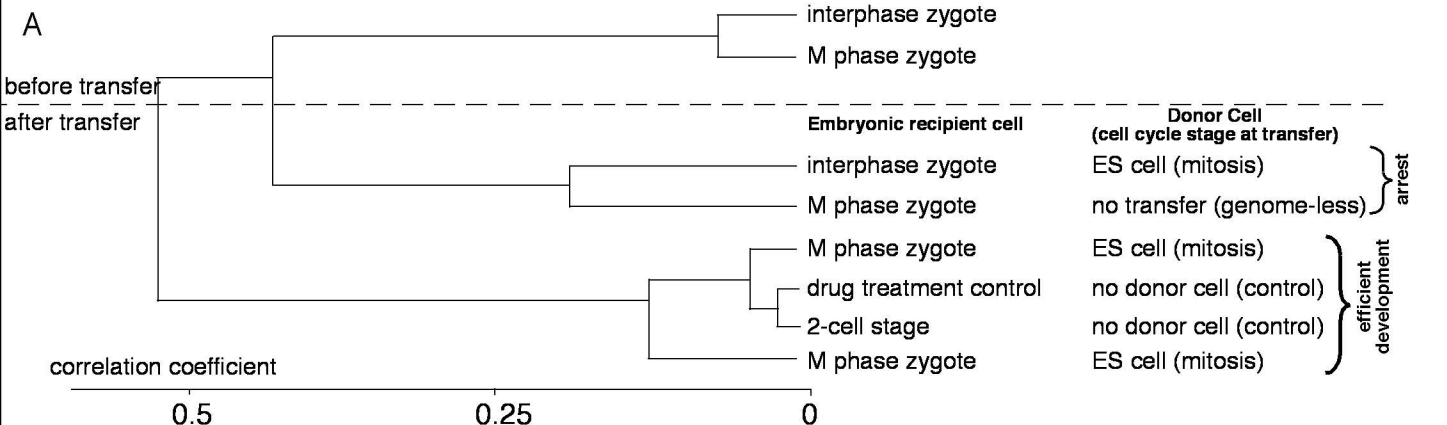 A
interphase zygote
M phase zygote
before transfer
after transfer
Embryonic recipient cell
Donor Cell
(cell cycle stage at transfer)
interphase zygote ES cell (mitosis)
M phase zygote no transfer (genome-less)
arrest
M phase zygote ES cell (mitosis)
drug treatment control no donor cell (control)
2-cell stage no donor cell (control)
M phase zygote ES cell (mitosis)
efficient
development
correlation coefficient
0.5 0.25 0